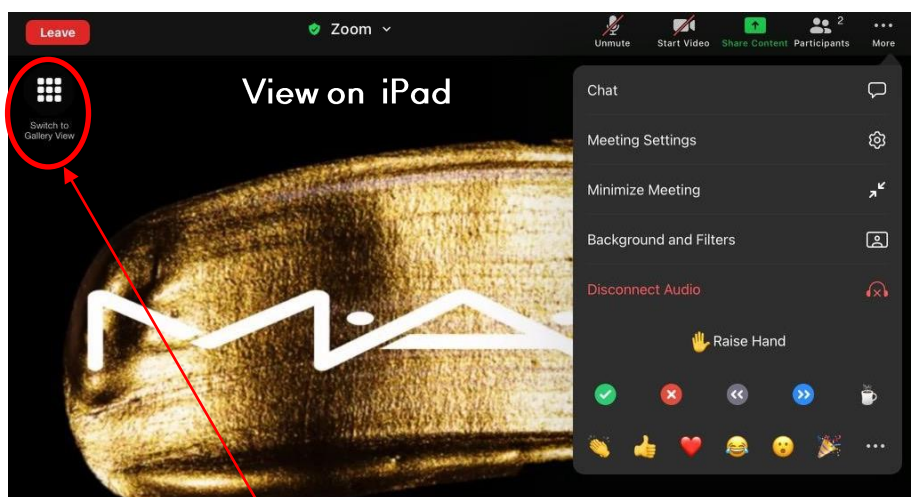 Leave
Zoom
Unmute
Start Video
Share Content
Participants
2
More
Switch to
Gallery View
View on iPad
Chat
Meeting Settings
Minimize Meeting
Background and Filters
Disconnect Audio
Raise Hand
M·A